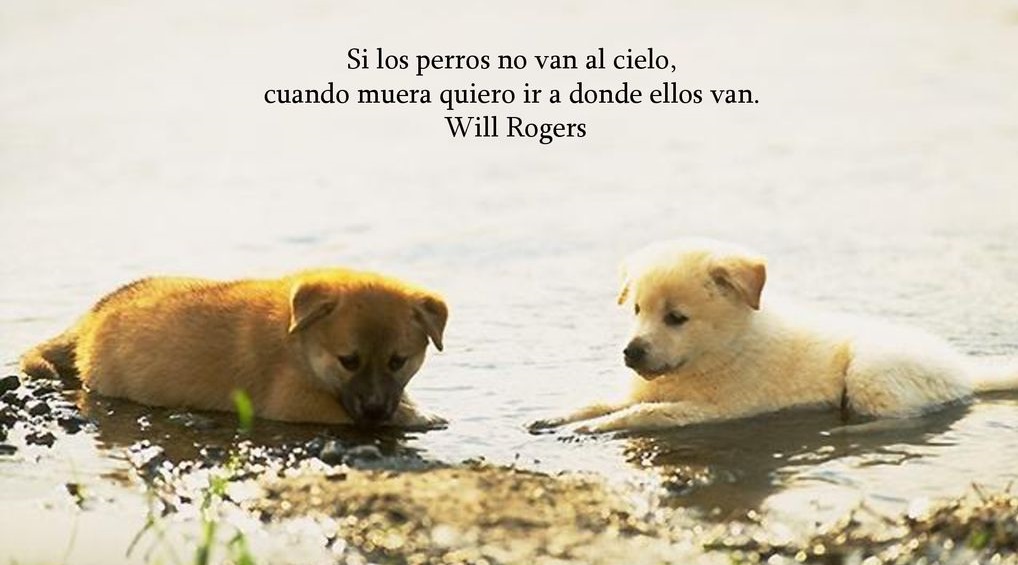 Si los perros no van al cielo,
cuando muera quiero ir a donde ellos van.
Will Rogers